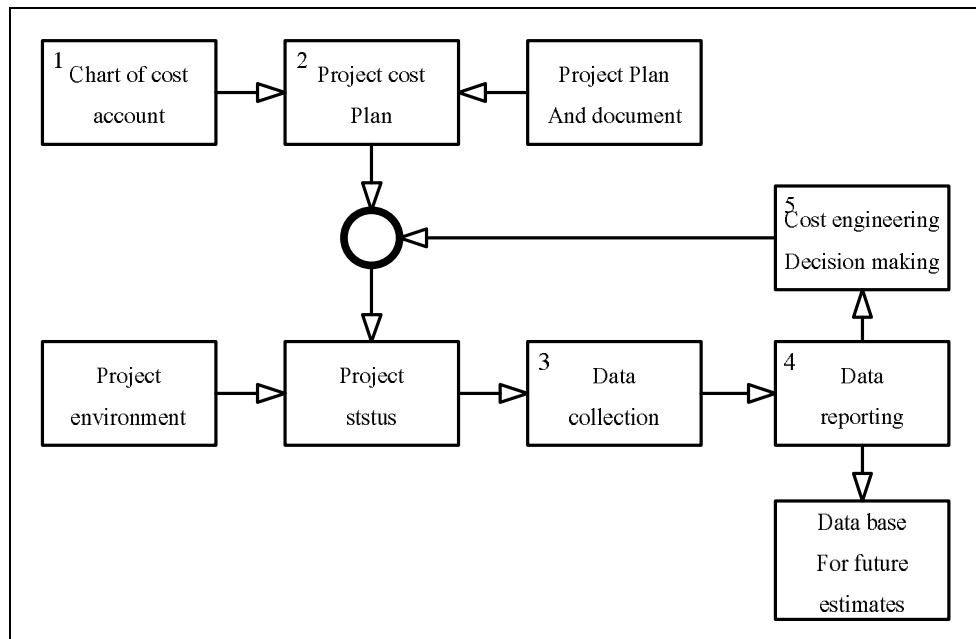 1
Chart of cost
account
2
Project cost
Plan
Project Plan
And document
5
Cost engineering
Decision making
Project
environment
Project
ststus
3
Data
collection
4
Data
reporting
Data base
For future
estimates